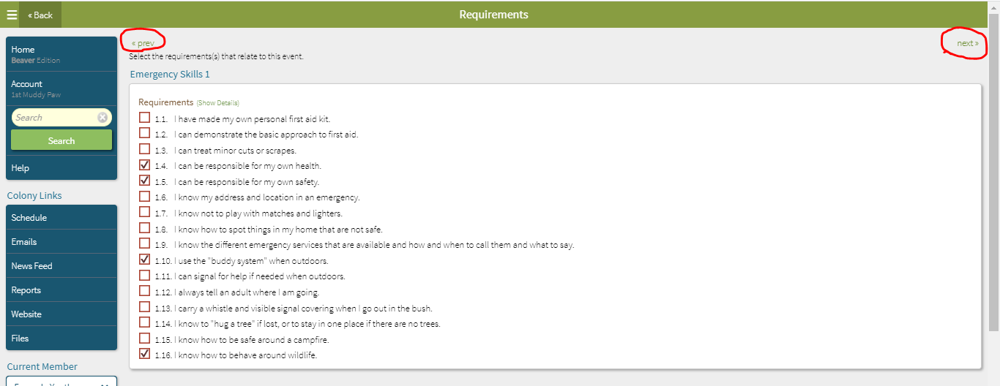 « Back
Requirements
Home
Beaver Edition
Account
1st Muddy Paw
Search
Search
Help
Colony Links
Schedule
Emails
News Feed
Reports
Website
Files
Current Member
« prev
next »
Select the requirements(s) that relate to this event.
Emergency Skills 1
Requirements (Show Details)
1.1. I have made my own personal first aid kit.
1.2. I can demonstrate the basic approach to first aid.
1.3. I can treat minor cuts or scrapes.
1.4. I can be responsible for my own health.
1.5. I can be responsible for my own safety.
1.6. I know my address and location in an emergency.
1.7. I know not to play with matches and lighters.
1.8. I know how to spot things in my home that are not safe.
1.9. I know the different emergency services that are available and how and when to call them and what to say.
1.10. I use the "buddy system" when outdoors.
1.11. I can signal for help if needed when outdoors.
1.12. I always tell an adult where I am going.
1.13. I carry a whistle and visible signal covering when I go out in the bush.
1.14. I know to "hug a tree" if lost, or to stay in one place if there are no trees.
1.15. I know how to be safe around a campfire.
1.16. I know how to behave around wildlife.